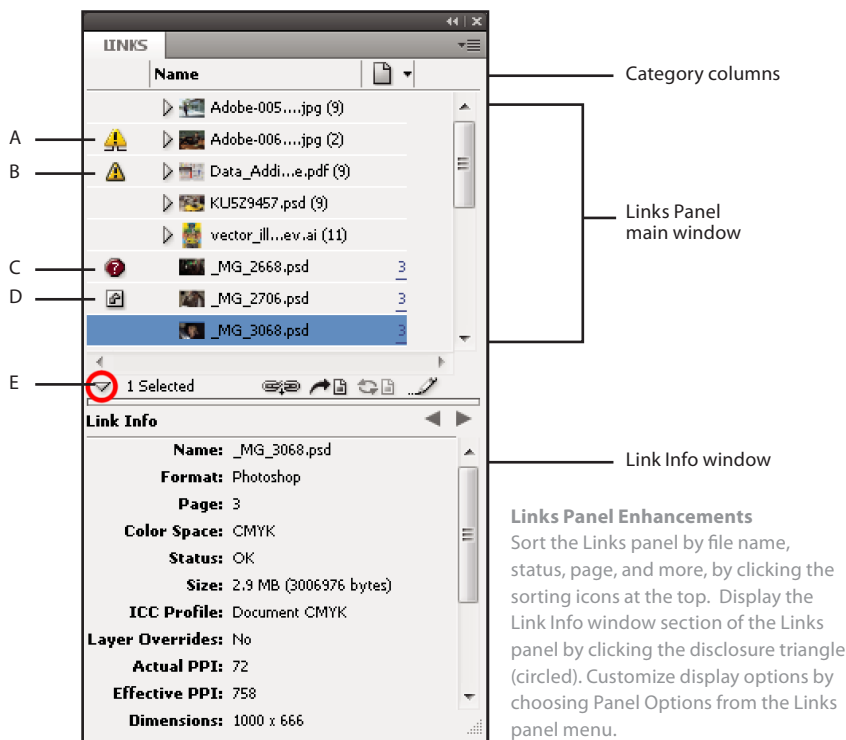 LINKS
Name
Category columns
Adobe-005....jpg (9)
A
Adobe-006....jpg (2)
B
Data_Addi...e.pdf (9)
KU5Z9457.psd (9)
Links Panel
main window
vector_ill...ev.ai (11)
C
_MG_2668.psd 3
D
_MG_2706.psd 3
_MG_3068.psd 3
E
1 Selected
Link Info
Link Info window
Name: _MG_3068.psd
Format: Photoshop
Page: 3
Color Space: CMYK
Status: OK
Size: 2.9 MB (3006976 bytes)
ICC Profile: Document CMYK
Layer Overrides: No
Actual PPI: 72
Effective PPI: 758
Dimensions: 1000 x 666
Links Panel Enhancements
Sort the Links panel by file name,
status, page, and more, by clicking the
sorting icons at the top. Display the
Link Info window section of the Links
panel by clicking the disclosure triangle
(circled). Customize display options by
choosing Panel Options from the Links
panel menu.